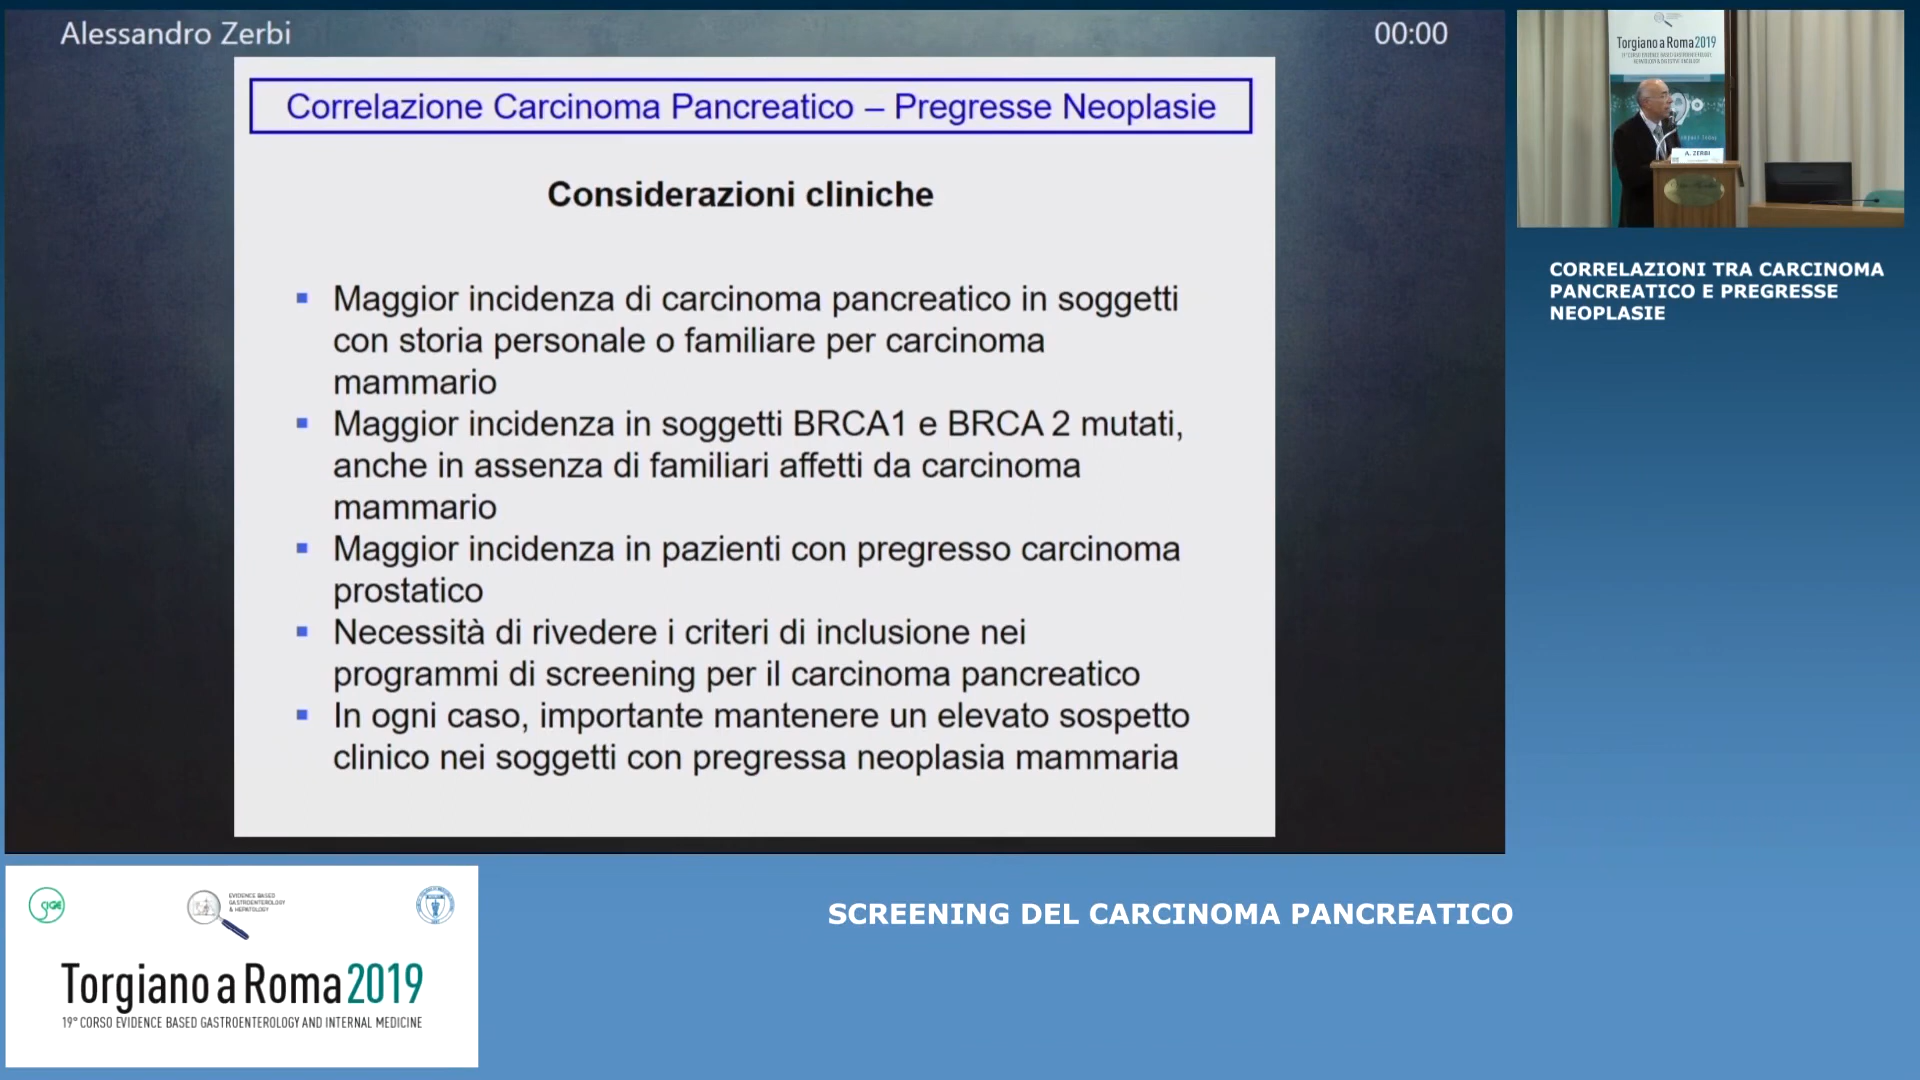 Alessandro Zerbi
00:00
Correlazione Carcinoma Pancreatico – Pregresse Neoplasie
Considerazioni cliniche
▪ Maggior incidenza di carcinoma pancreatico in soggetti
con storia personale o familiare per carcinoma
mammario
▪ Maggior incidenza in soggetti BRCA1 e BRCA 2 mutati,
anche in assenza di familiari affetti da carcinoma
mammario
▪ Maggior incidenza in pazienti con pregresso carcinoma
prostatico
▪ Necessità di rivedere i criteri di inclusione nei
programmi di screening per il carcinoma pancreatico
▪ In ogni caso, importante mantenere un elevato sospetto
clinico nei soggetti con pregressa neoplasia mammaria
Torgiano a Roma 2019
A. ZERBI
CORRELAZIONI TRA CARCINOMA
PANCREATICO E PREGRESSE
NEOPLASIE
SCREENING DEL CARCINOMA PANCREATICO
EVIDENCE BASED
GASTROENTEROLOGY
& HEPATOLOGY
Torgiano a Roma 2019
19° CORSO EVIDENCE BASED GASTROENTEROLOGY AND INTERNAL MEDICINE